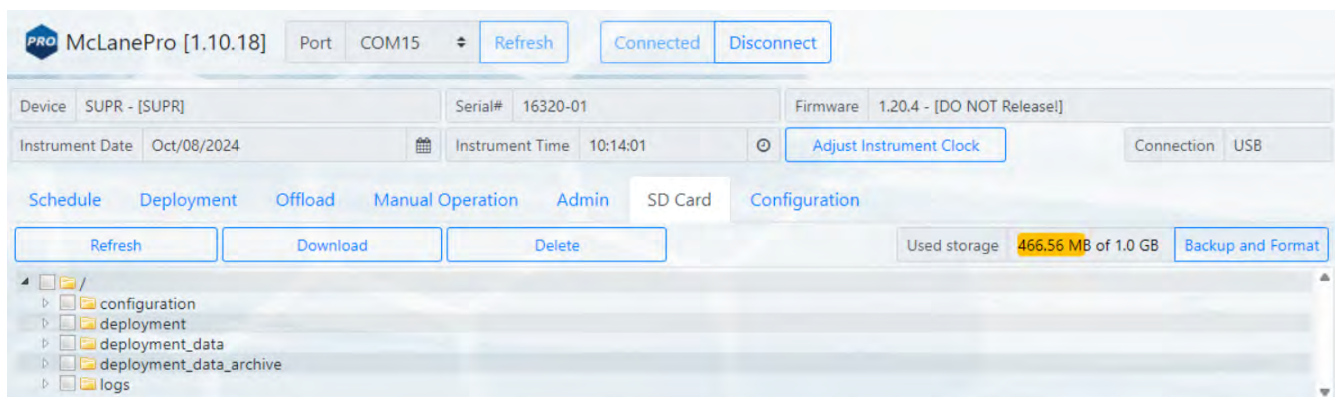 PRO McLanePro [1.10.18] Port COM15 Refresh Connected Disconnect
Device SUPR - [SUPR] Serial# 16320-01 Firmware 1.20.4 - [DO NOT Release!]
Instrument Date Oct/08/2024 Instrument Time 10:14:01 Adjust Instrument Clock Connection USB
Schedule Deployment Offload Manual Operation Admin SD Card Configuration
Refresh Download Delete Used storage 466.56 MB of 1.0 GB Backup and Format
/
configuration
deployment
deployment_data
deployment_data_archive
logs